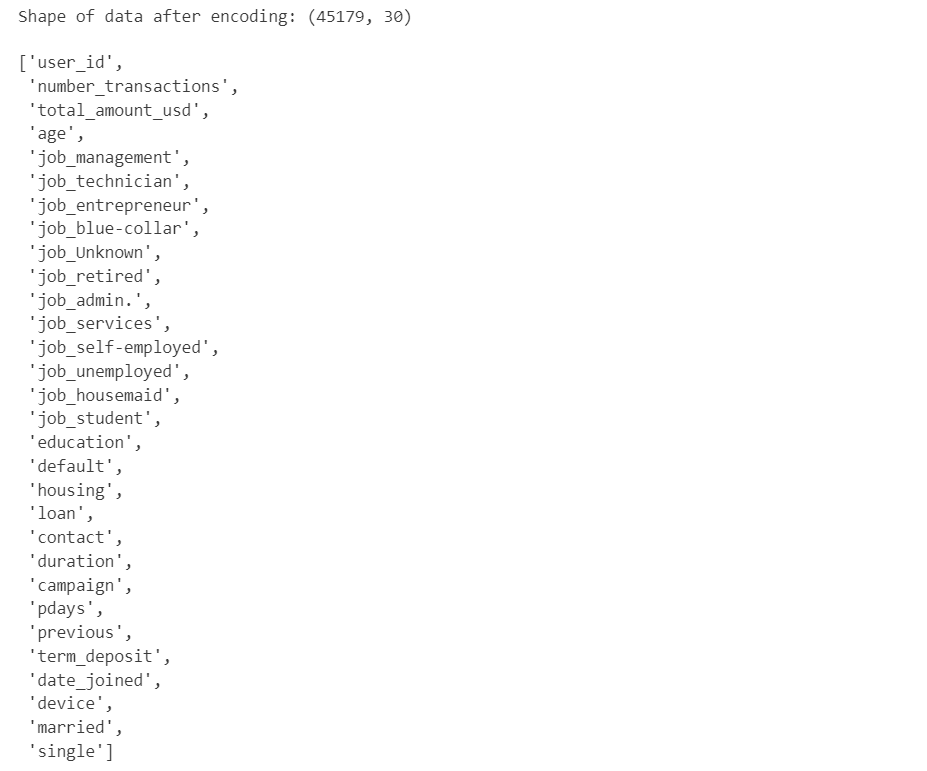 Shape of data after encoding: (45179, 30)
['user_id',
'number_transactions',
'total_amount_usd',
'age',
'job_management',
'job_technician',
'job_entrepreneur',
'job_blue-collar',
'job_Unknown',
'job_retired',
'job_admin.',
'job_services',
'job_self-employed',
'job_unemployed',
'job_housemaid',
'job_student',
'education',
'default',
'housing',
'loan',
'contact',
'duration',
'campaign',
'pdays',
'previous',
'term_deposit',
'date_joined',
'device',
'married',
'single']